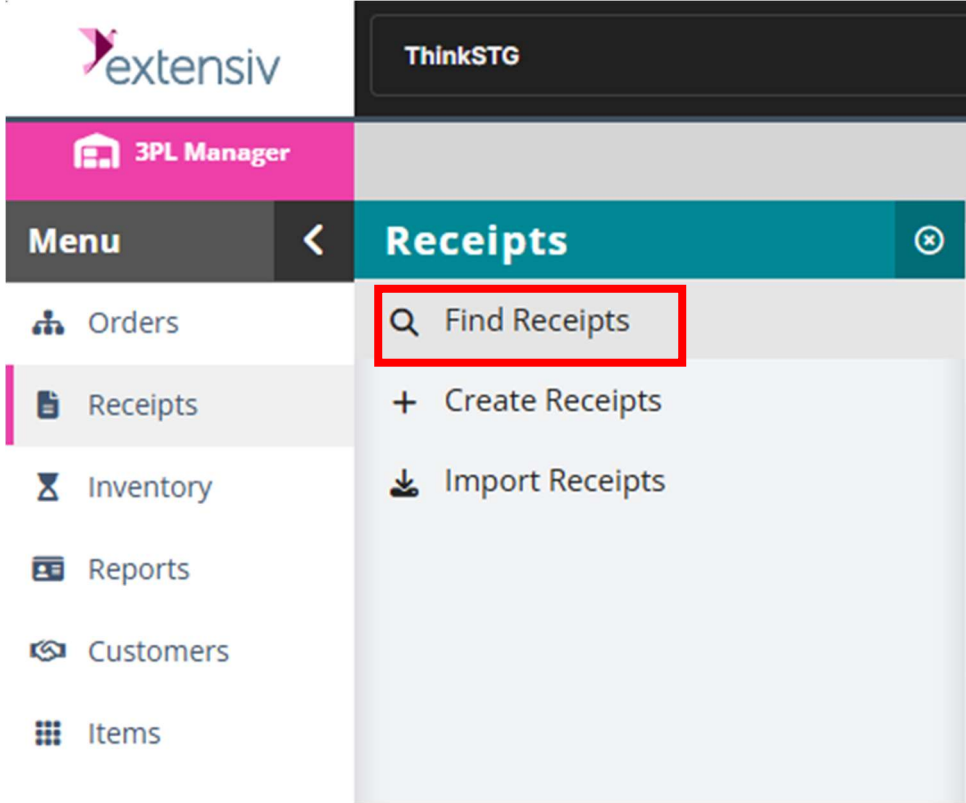 extensiv
ThinkSTG
3PL Manager
Menu
Receipts
Orders
Find Receipts
Receipts
Create Receipts
Inventory
Import Receipts
Reports
Customers
Items